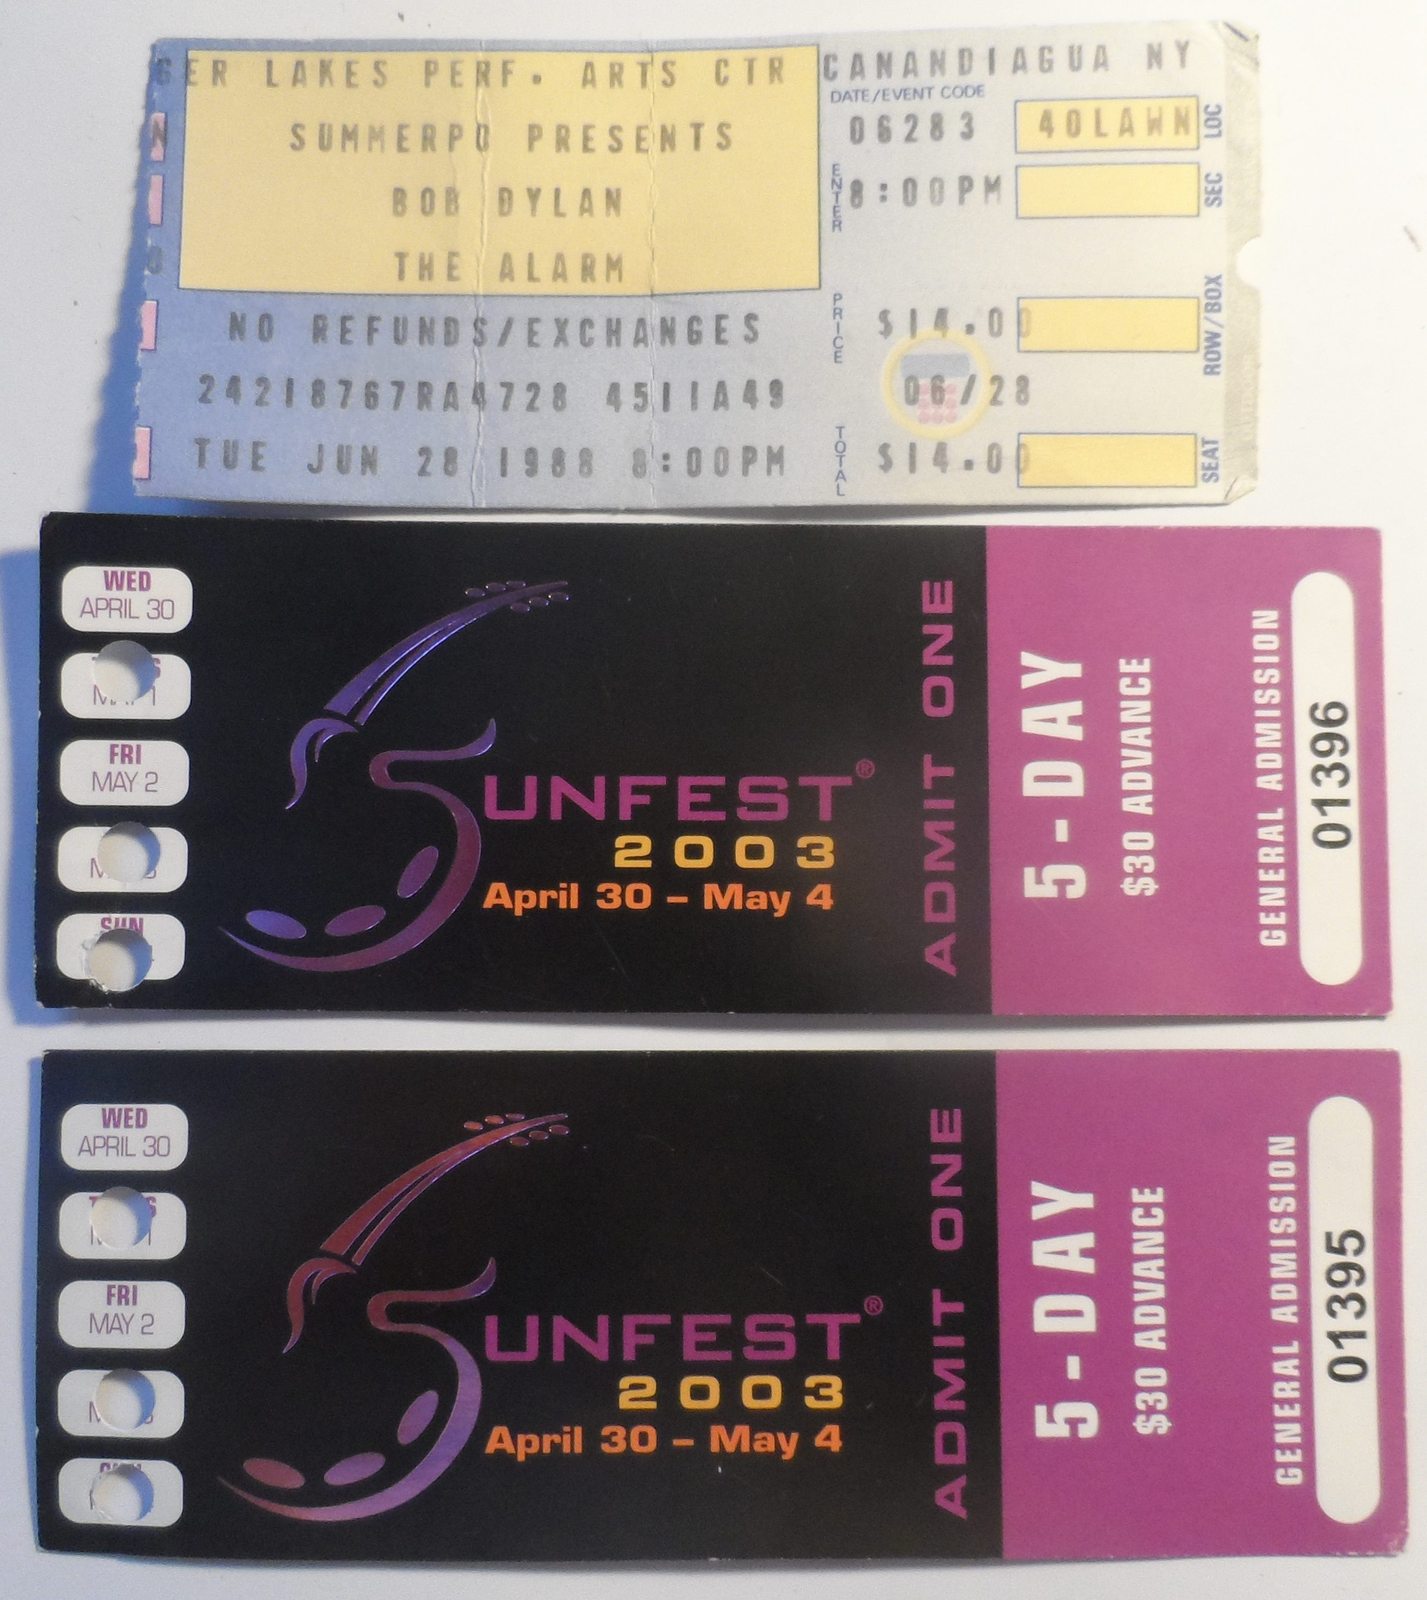 GER LAKES PERF. ARTS CTR
SUMMERPO PRESENTS
BOB DYLAN
THE ALARM
NO REFUNDS/EXCHANGES
24218767RA4728 4511A49
TUE JUN 28 1988 8:00PM
CANANDIAGUA NY
DATE/EVENT CODE
06283
40LAWN
LOC
ENTER
8:00PM
SEC
PRICE
$14.00
ROW/BOX
06/28
TOTAL
$14.00
SEAT
WED
APRIL 30
FRI
MAY 2
SUN
SUNFEST®
2003
April 30 – May 4
ADMIT ONE
5-DAY
$30 ADVANCE
GENERAL ADMISSION
01396
WED
APRIL 30
FRI
MAY 2
SUNFEST®
2003
April 30 – May 4
ADMIT ONE
5-DAY
$30 ADVANCE
GENERAL ADMISSION
01395